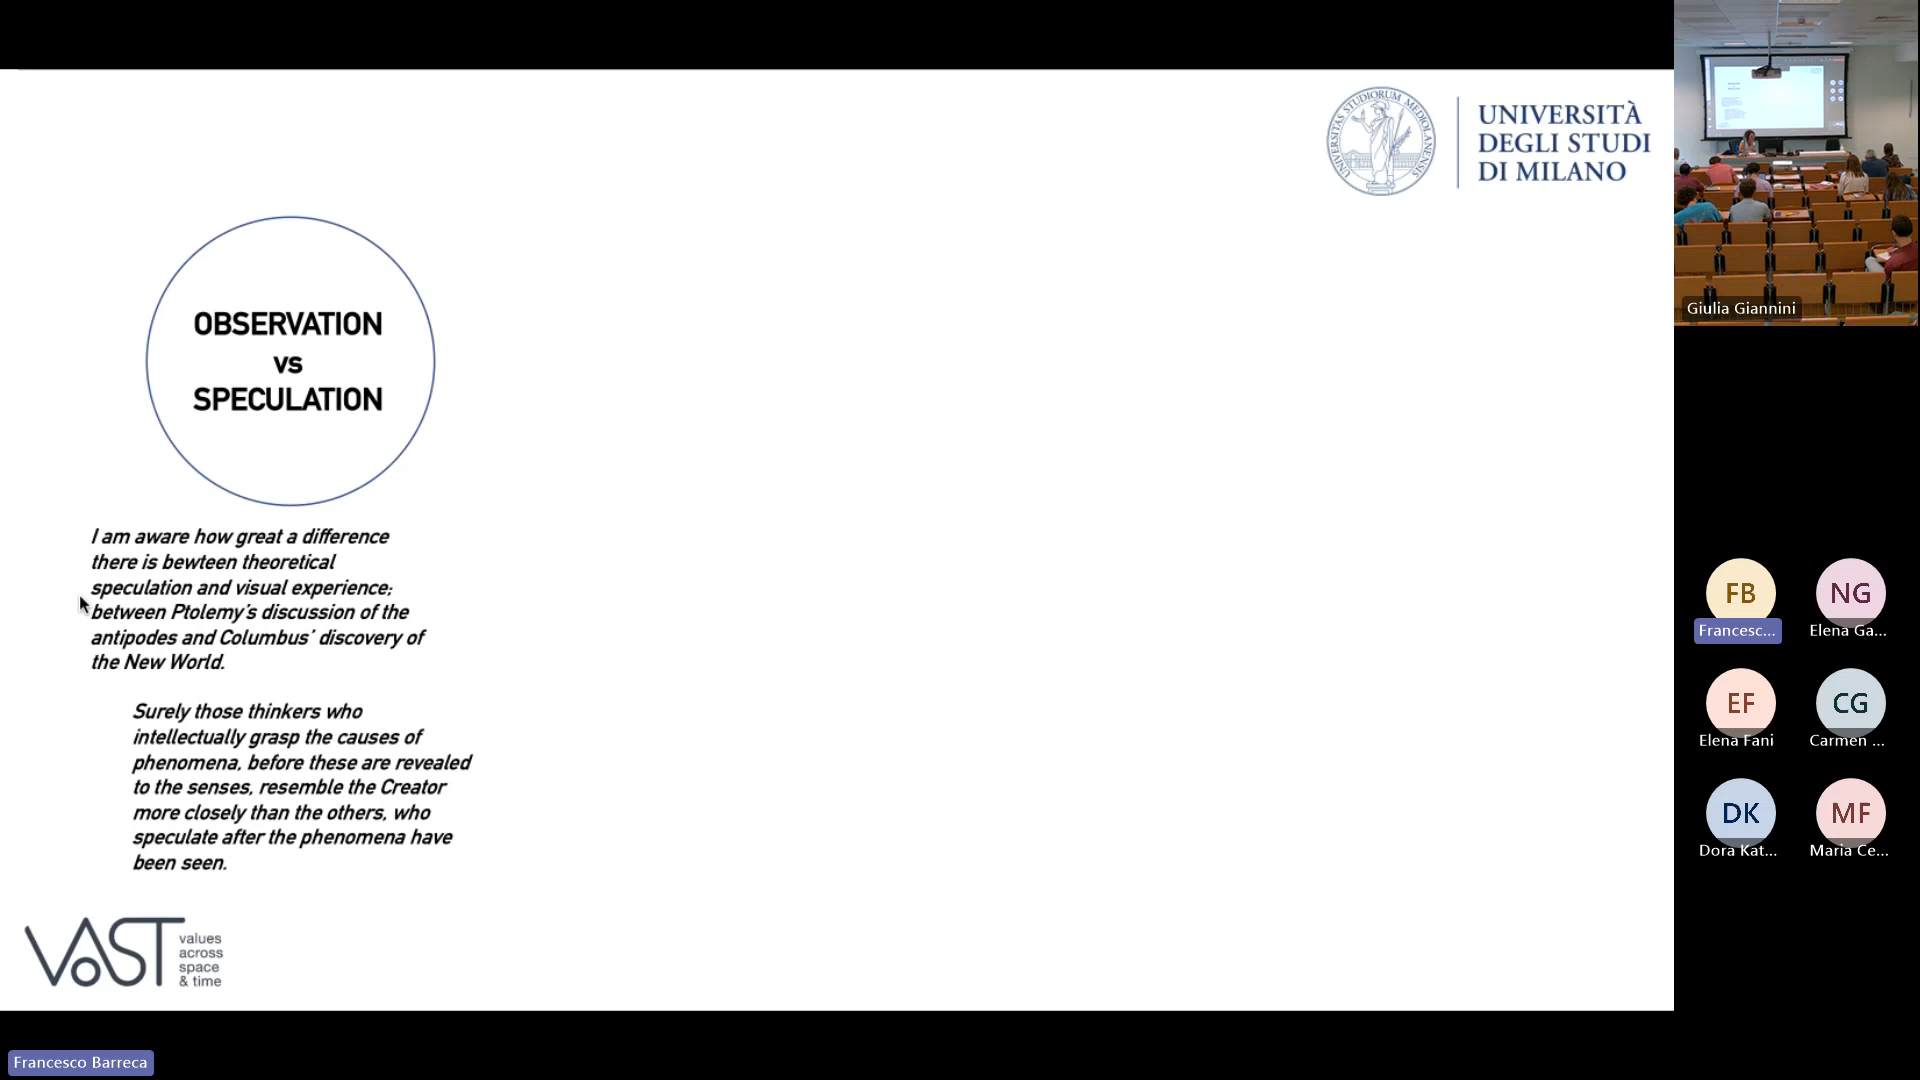 UNIVERSITAS STUDIORUM MEDIOLANENSIS
UNIVERSITÀ
DEGLI STUDI
DI MILANO
OBSERVATION
vs
SPECULATION
I am aware how great a difference
there is bewteen theoretical
speculation and visual experience;
between Ptolemy's discussion of the
antipodes and Columbus' discovery of
the New World.
Surely those thinkers who
intellectually grasp the causes of
phenomena, before these are revealed
to the senses, resemble the Creator
more closely than the others, who
speculate after the phenomena have
been seen.
VAST
values
across
space
& time
Francesco Barreca
Giulia Giannini
FB
NG
Francesc...
Elena Ga...
EF
CG
Elena Fani
Carmen ...
DK
MF
Dora Kat...
Maria Ce...